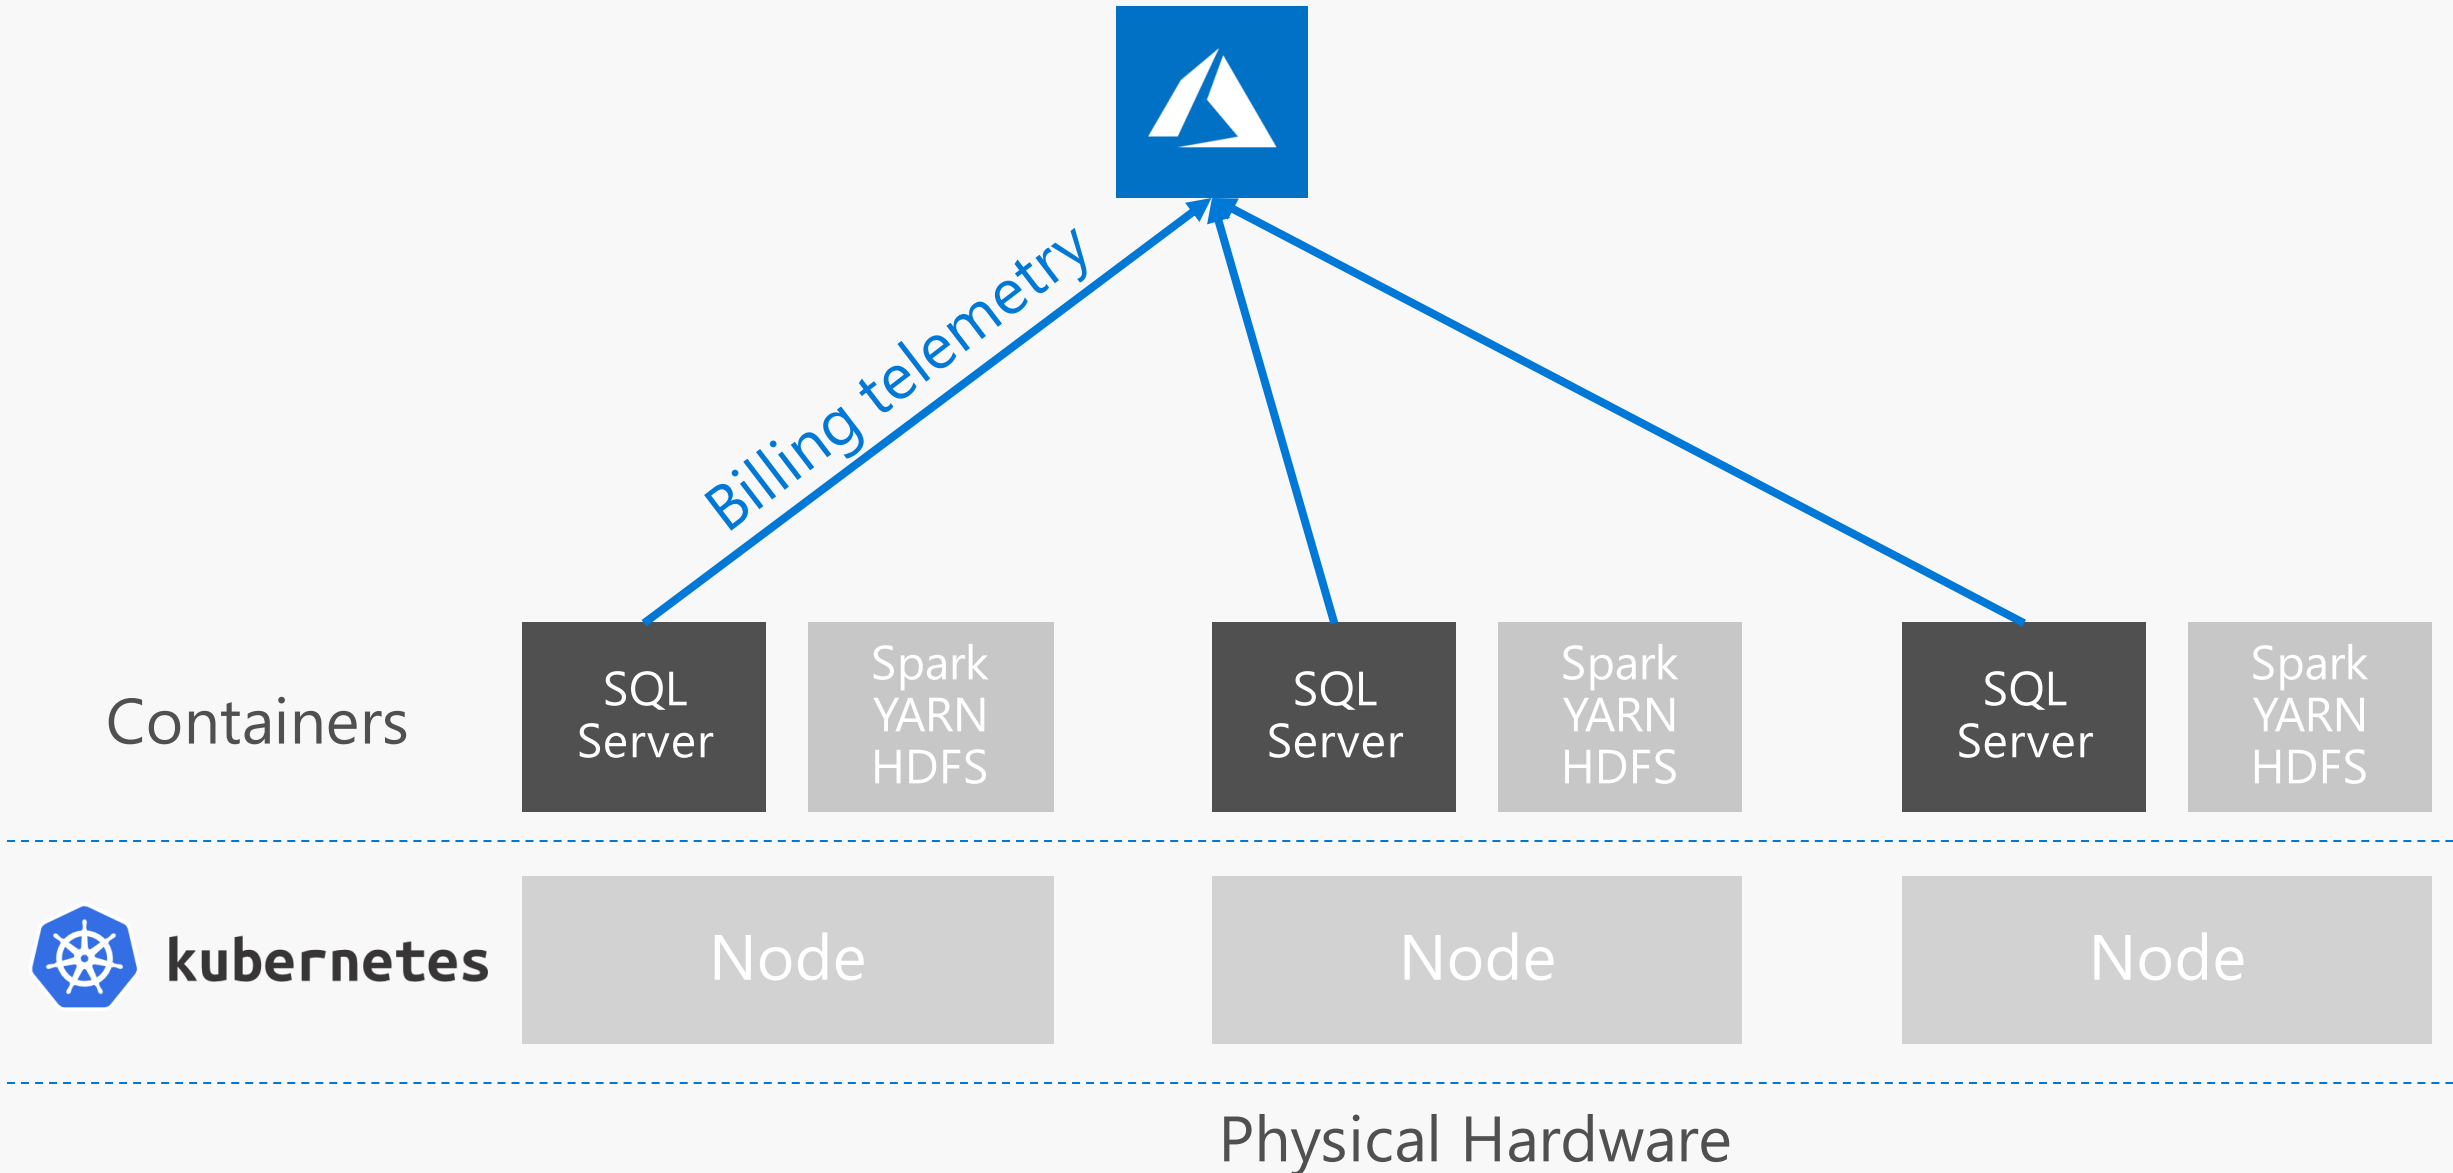 Billing telemetry
Containers
SQL
Server
Spark
YARN
HDFS
SQL
Server
Spark
YARN
HDFS
SQL
Server
Spark
YARN
HDFS
kubernetes
Node
Node
Node
Physical Hardware